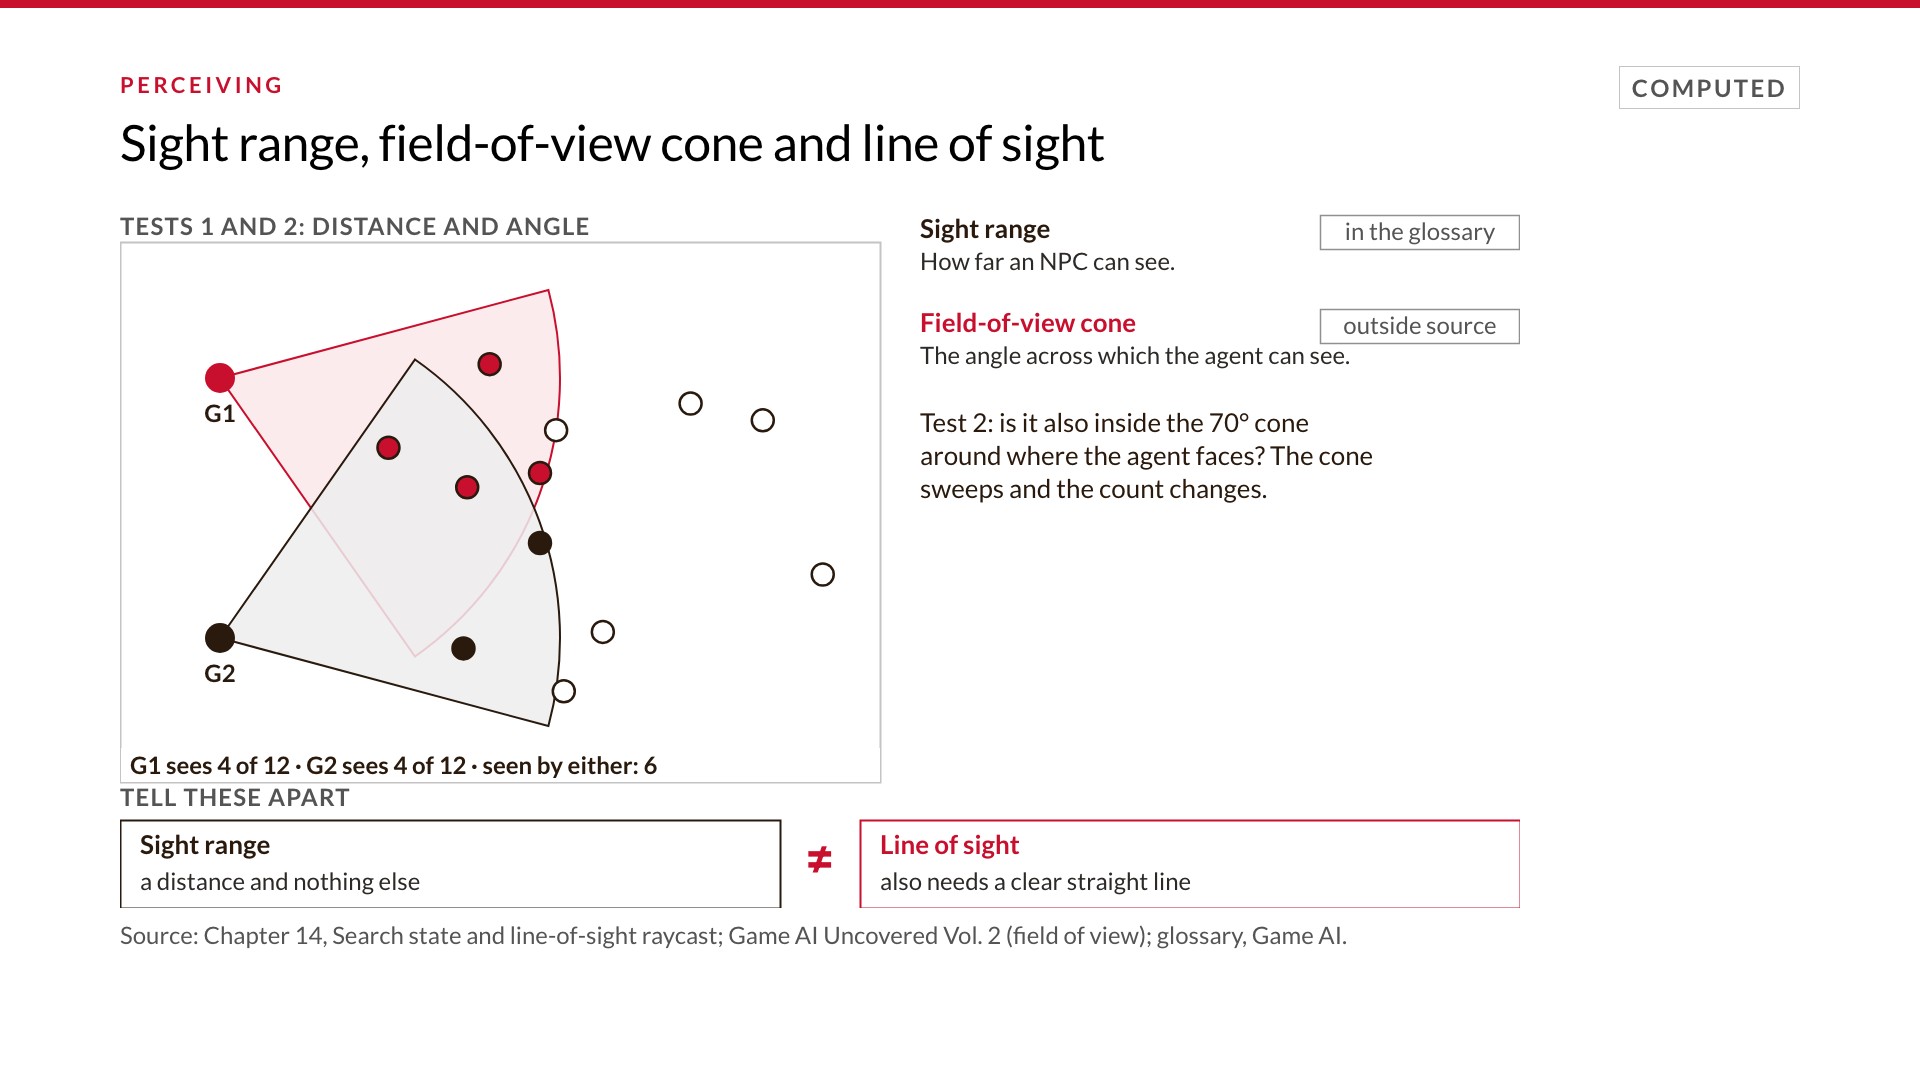 PERCEIVING
COMPUTED
Sight range, field-of-view cone and line of sight
TESTS 1 AND 2: DISTANCE AND ANGLE
G1
G2
G1 sees 4 of 12 · G2 sees 4 of 12 · seen by either: 6
Sight range
in the glossary
How far an NPC can see.
Field-of-view cone
outside source
The angle across which the agent can see.
Test 2: is it also inside the 70° cone
around where the agent faces? The cone
sweeps and the count changes.
TELL THESE APART
Sight range
a distance and nothing else
≠
Line of sight
also needs a clear straight line
Source: Chapter 14, Search state and line-of-sight raycast; Game AI Uncovered Vol. 2 (field of view); glossary, Game AI.